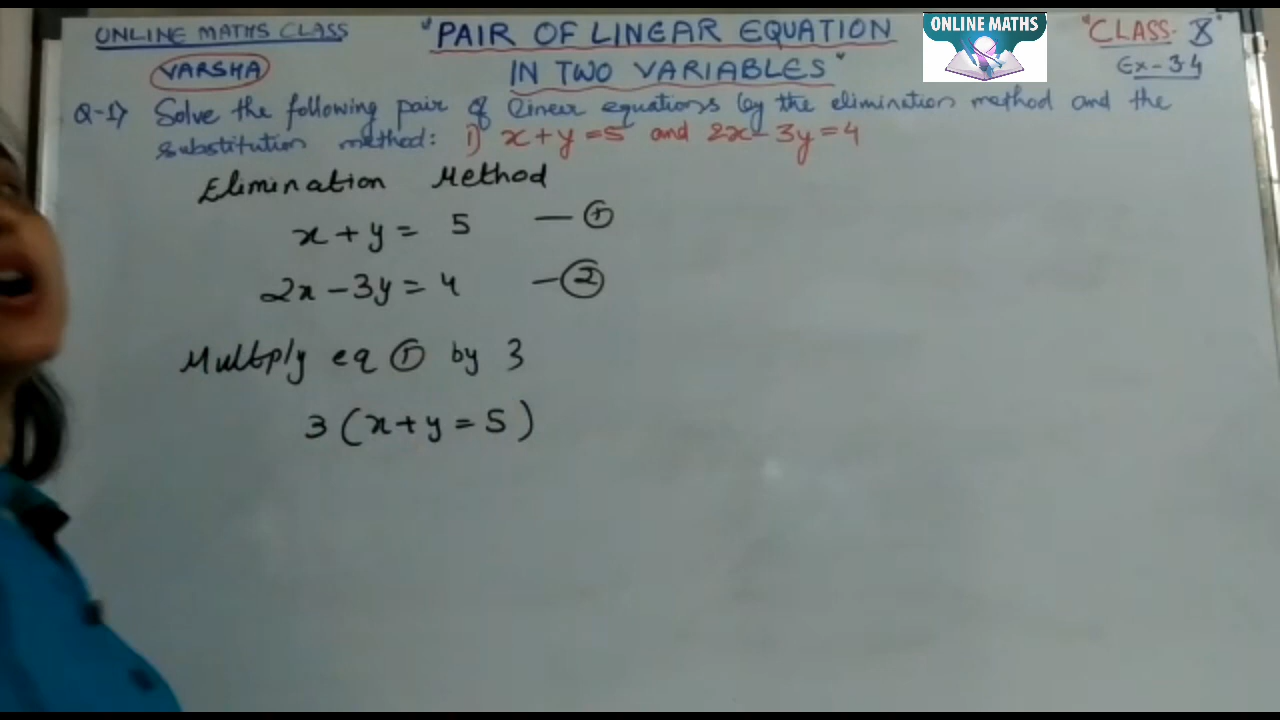 ONLINE MATHS CLASS
VARSHA
"PAIR OF LINEAR EQUATION
IN TWO VARIABLES"
ONLINE MATHS
"CLASS-X"
Ex-3.4
Q-1) Solve the following pair of linear equations by the elimination method and the
substitution method: i) x+y=5 and 2x-3y=4
Elimination Method
x+y= 5 — ①
2x-3y=4 -②
Multply eq ① by 3
3(x+y=5)